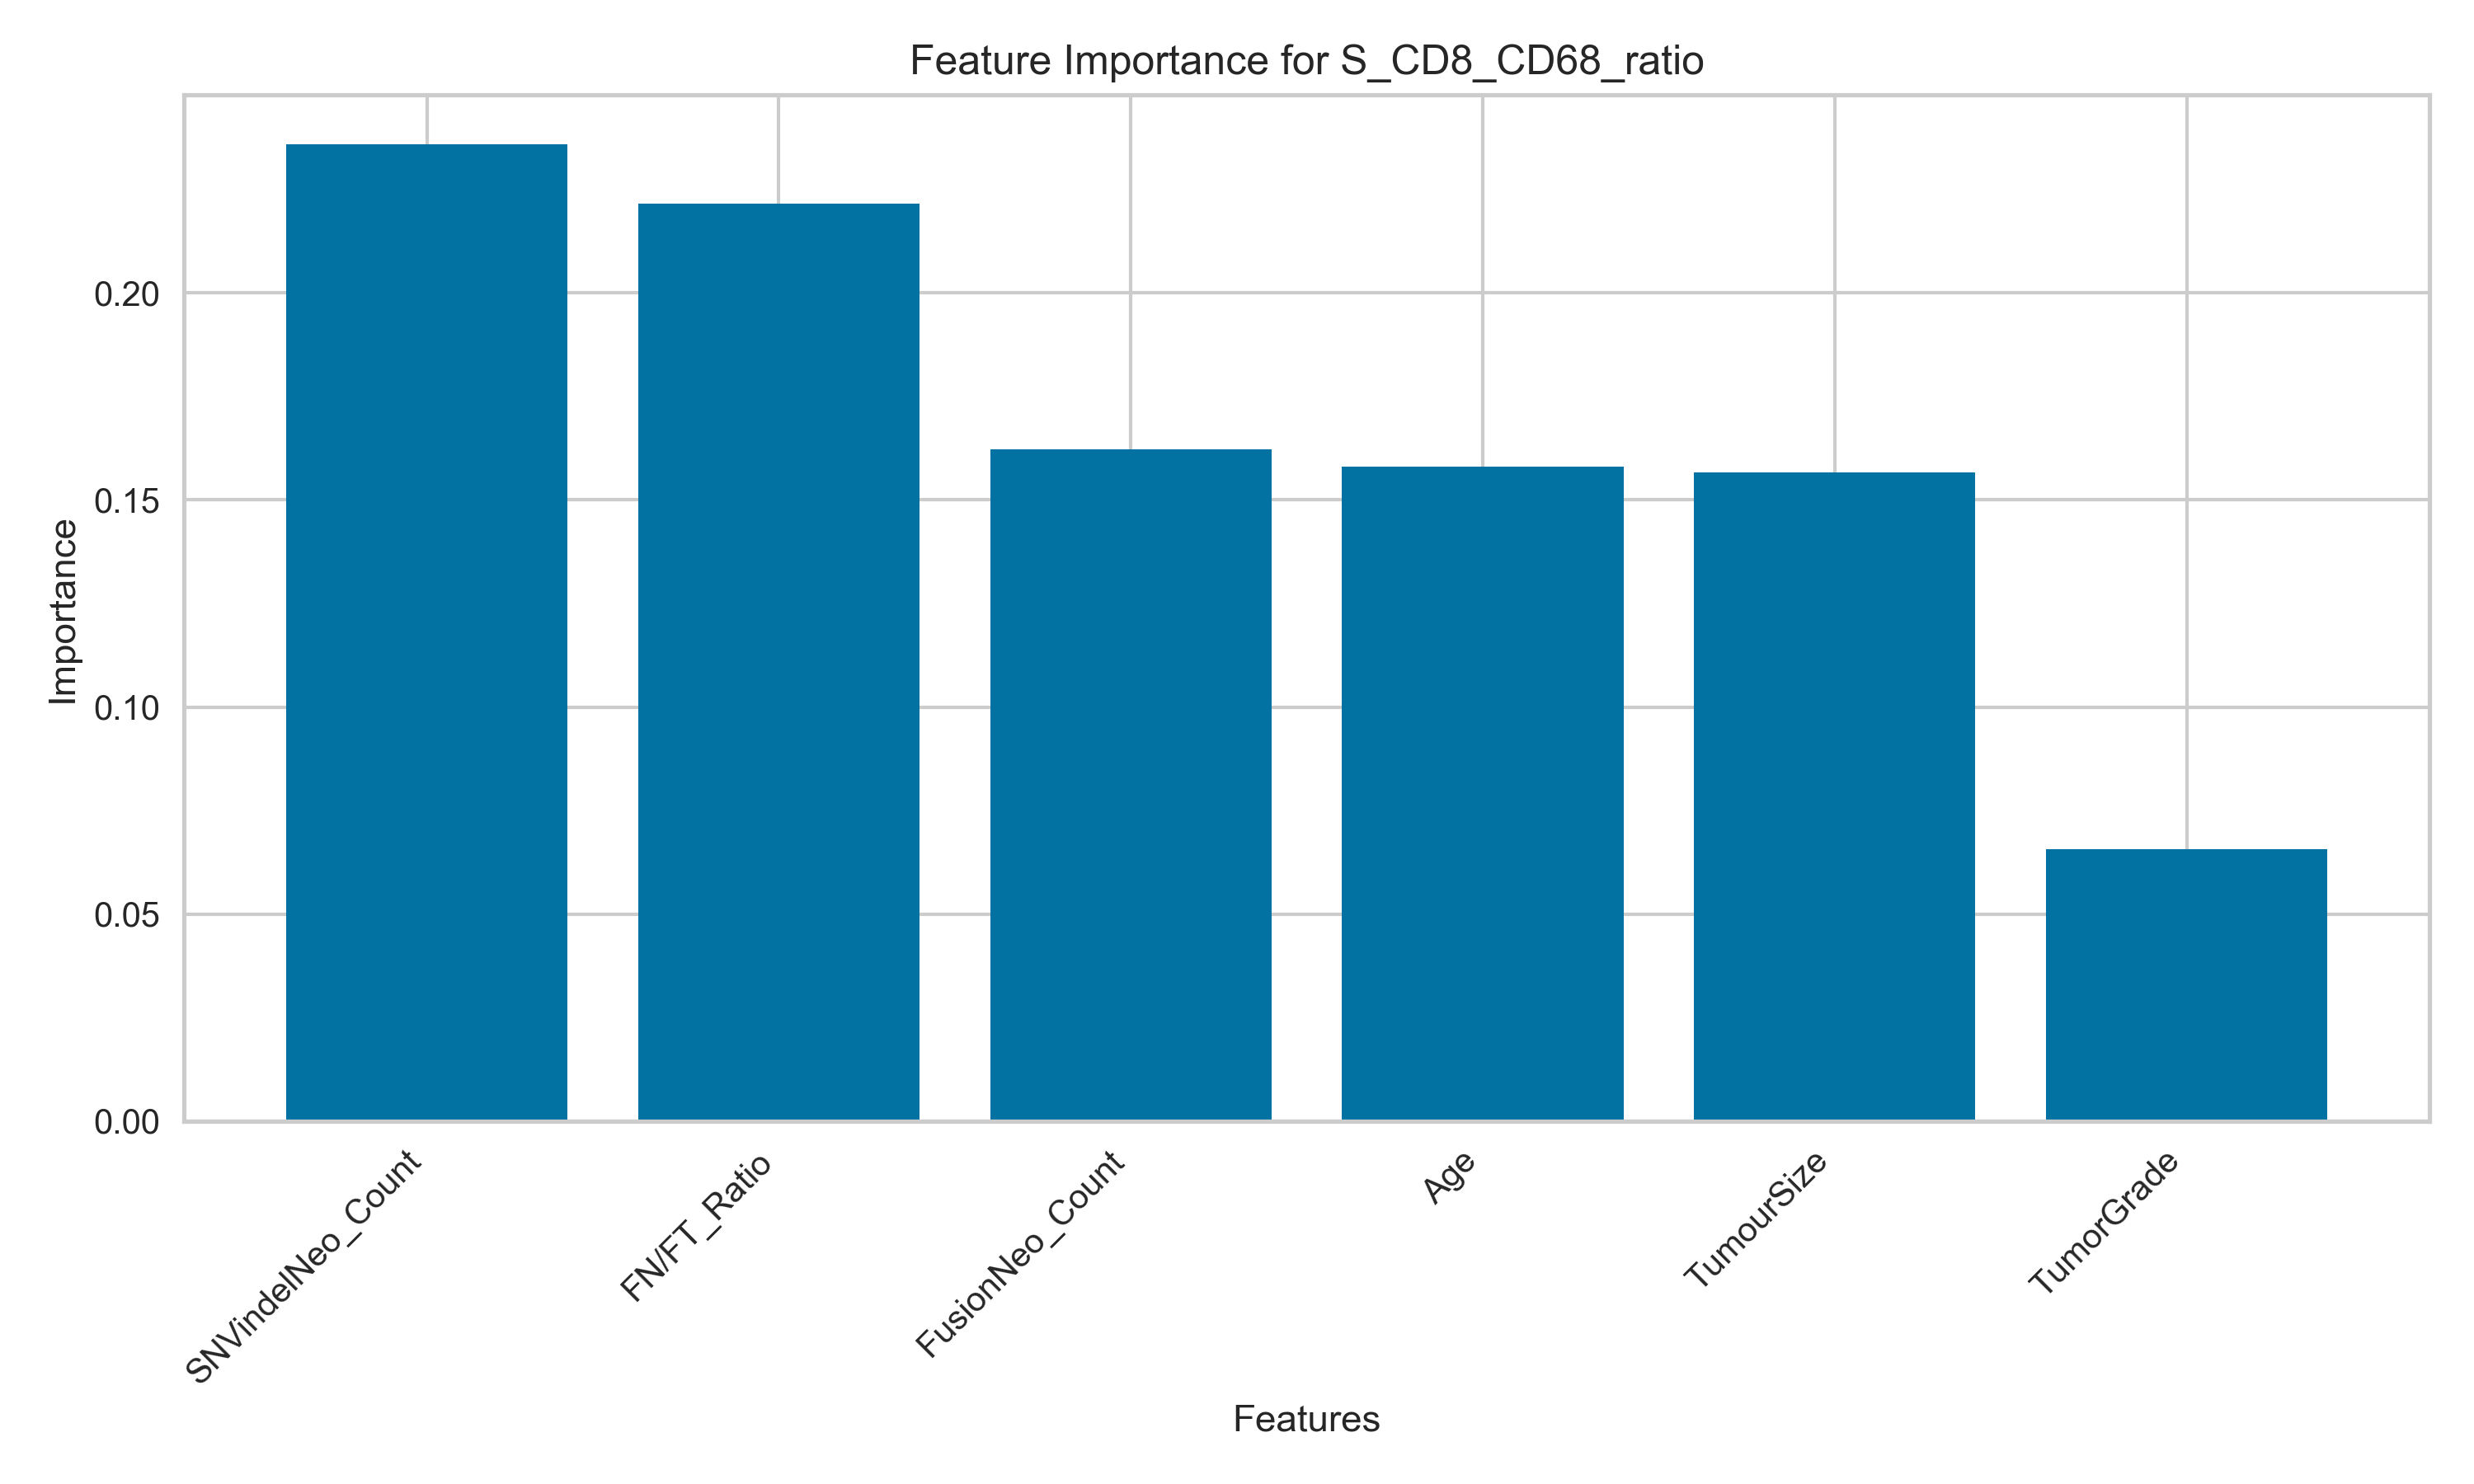 Feature Importance for S_CD8_CD68_ratio
Importance
0.20
0.15
0.10
0.05
0.00
SNVindelNeo_Count
FN/FT_Ratio
FusionNeo_Count
Age
TumourSize
TumorGrade
Features